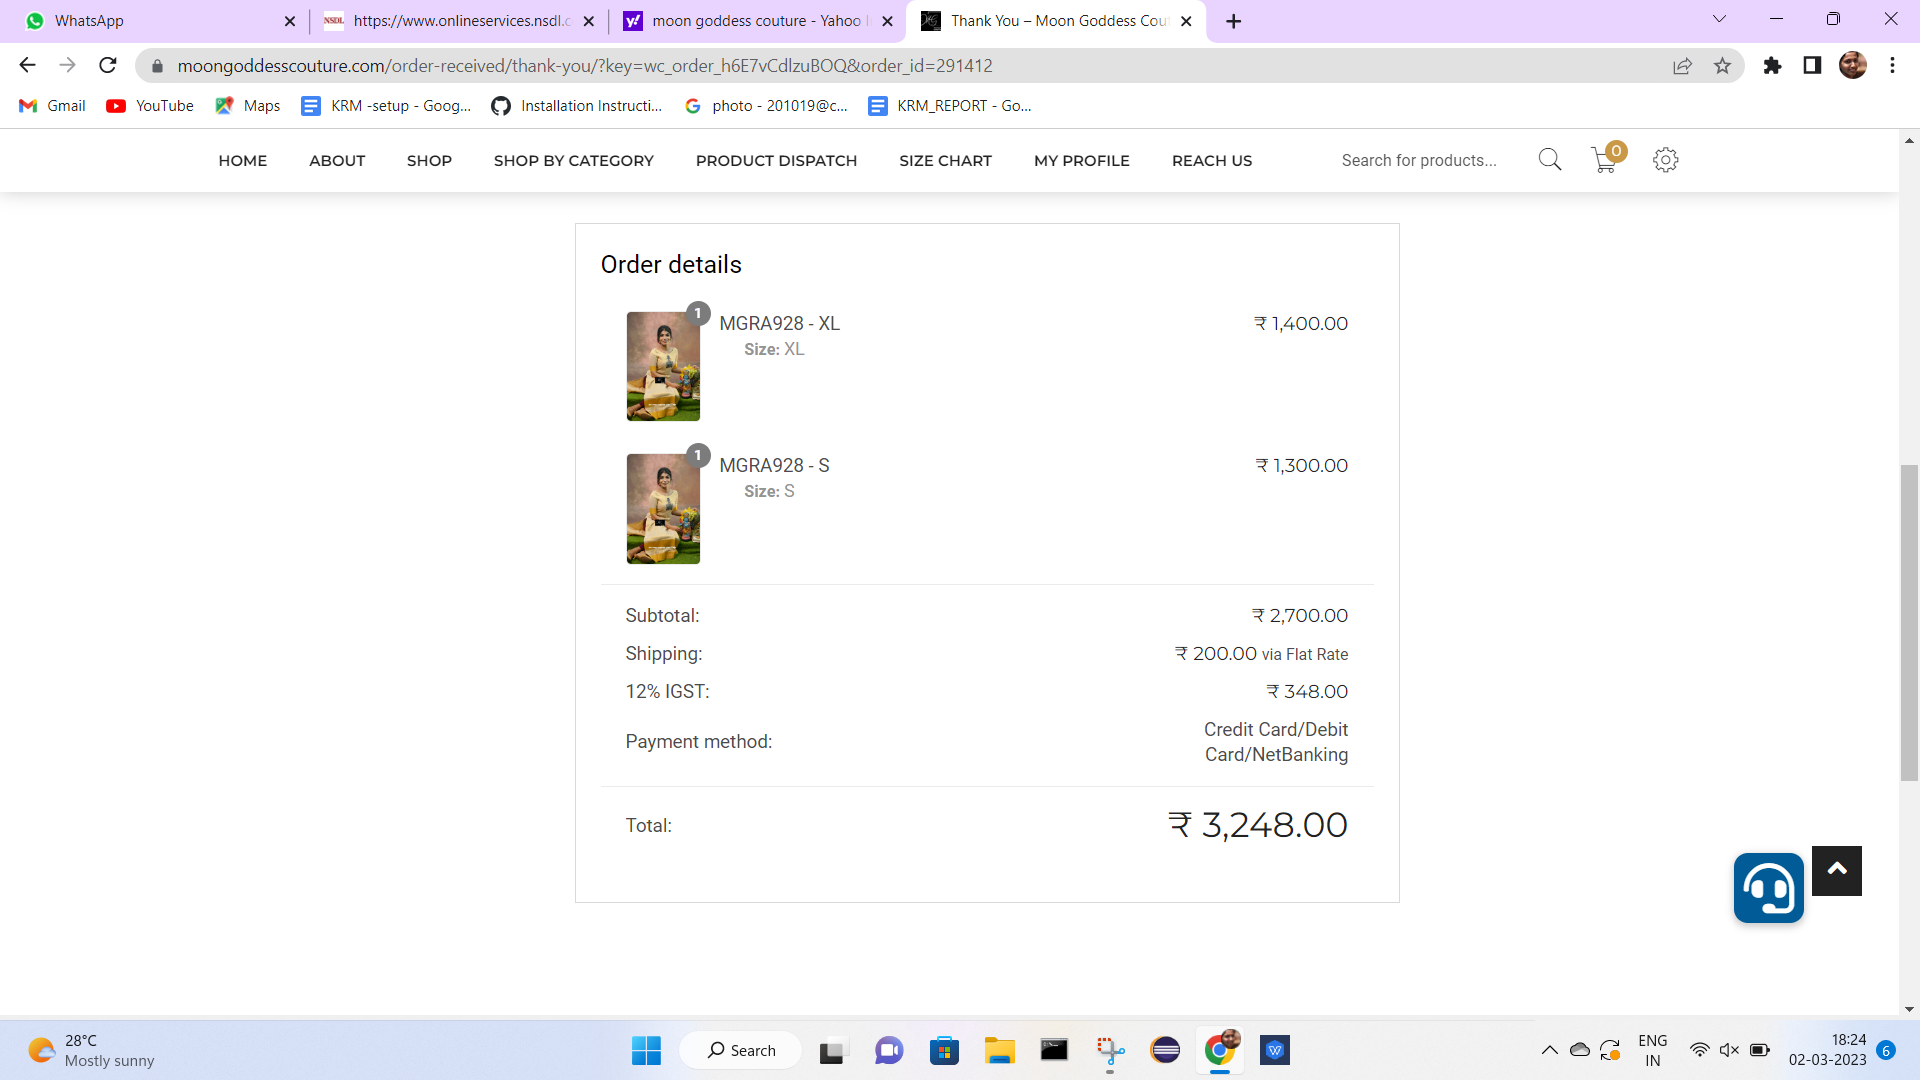 WhatsApp
NSDL https://www.onlineservices.nsdl.c
y! moon goddess couture - Yahoo I
Thank You – Moon Goddess Cou
moongoddesscouture.com/order-received/thank-you/?key=wc_order_h6E7vCdlzuBOQ&order_id=291412
Gmail YouTube Maps KRM -setup - Goog... Installation Instructi... photo - 201019@c... KRM_REPORT - Go...
HOME ABOUT SHOP SHOP BY CATEGORY PRODUCT DISPATCH SIZE CHART MY PROFILE REACH US Search for products... 0
Order details
1 MGRA928 - XL ₹ 1,400.00
Size: XL
1 MGRA928 - S ₹ 1,300.00
Size: S
Subtotal: ₹ 2,700.00
Shipping: ₹ 200.00 via Flat Rate
12% IGST: ₹ 348.00
Payment method: Credit Card/Debit
Card/NetBanking
Total: ₹ 3,248.00
28°C
Mostly sunny
Search
ENG
IN
18:24
02-03-2023
6